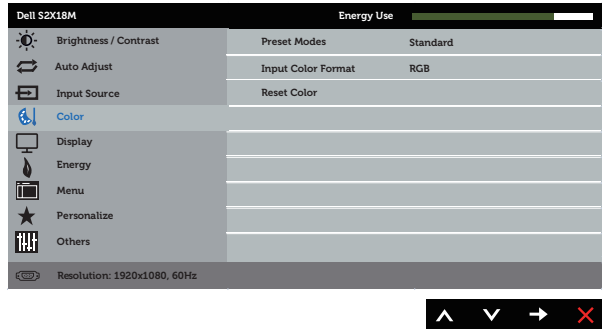 Dell S2X18M Energy Use
Brightness / Contrast Preset Modes Standard
Auto Adjust Input Color Format RGB
Input Source Reset Color
Color
Display
Energy
Menu
Personalize
Others
Resolution: 1920x1080, 60Hz